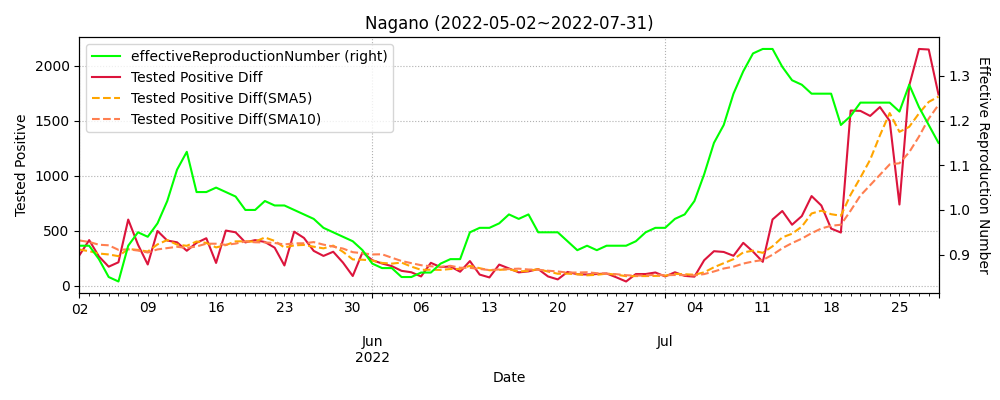 Nagano (2022-05-02~2022-07-31)
effectiveReproductionNumber (right)
Tested Positive Diff
Tested Positive Diff(SMA5)
Tested Positive Diff(SMA10)
Tested Positive
2000
1500
1000
500
0
1.3
1.2
1.1
1.0
0.9
Effective Reproduction Number
02 09 16 23 30 06 13 20 27 04 11 18 25
Jun Jul
2022
Date